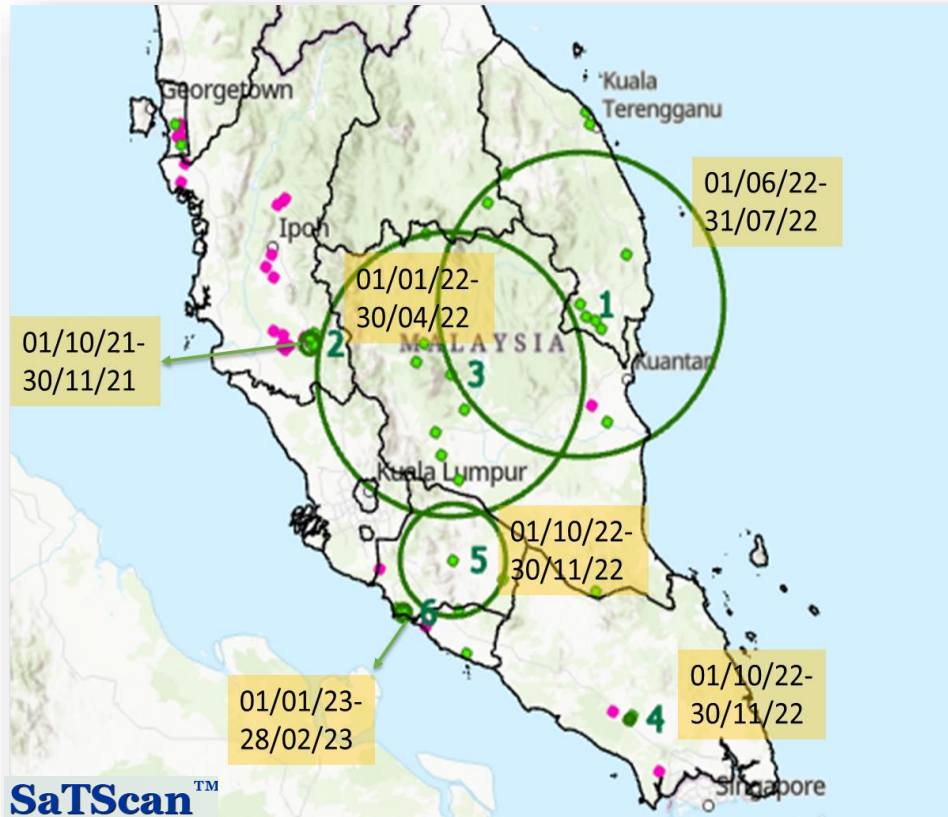 Georgetown
Kuala
Terengganu
01/06/22-
31/07/22
Ipoh
01/01/22-
30/04/22
1
01/10/21-
30/11/21
2
MALAYSIA
Kuantan
3
Kuala Lumpur
01/10/22-
30/11/22
5
6
01/01/23-
28/02/23
01/10/22-
30/11/22
4
Singapore
SaTScan™